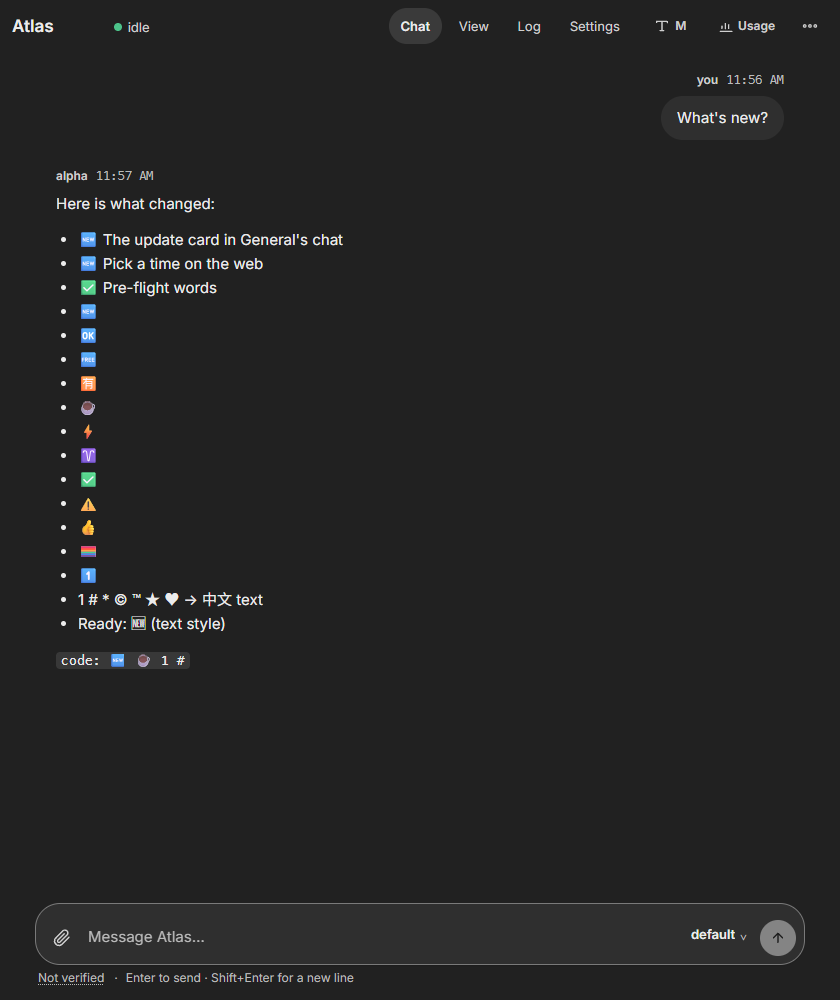 Atlas
idle
Chat View Log Settings T M Usage
you 11:56 AM
What's new?
alpha 11:57 AM
Here is what changed:
• 🆕 The update card in General's chat
• 🆕 Pick a time on the web
• ✅ Pre-flight words
• 🆕
• 🆗
• 🆓
• 🈶
• ☕
• ⚡
• ♈
• ✅
• ⚠️
• 👍
• 🏳️‍🌈
• 1️⃣
• 1 # * © ™ ★ ♥ → 中文 text
• Ready: 🆕︎ (text style)
code: 🆕 ☕ 1 #
Message Atlas...
default
Not verified · Enter to send · Shift+Enter for a new line